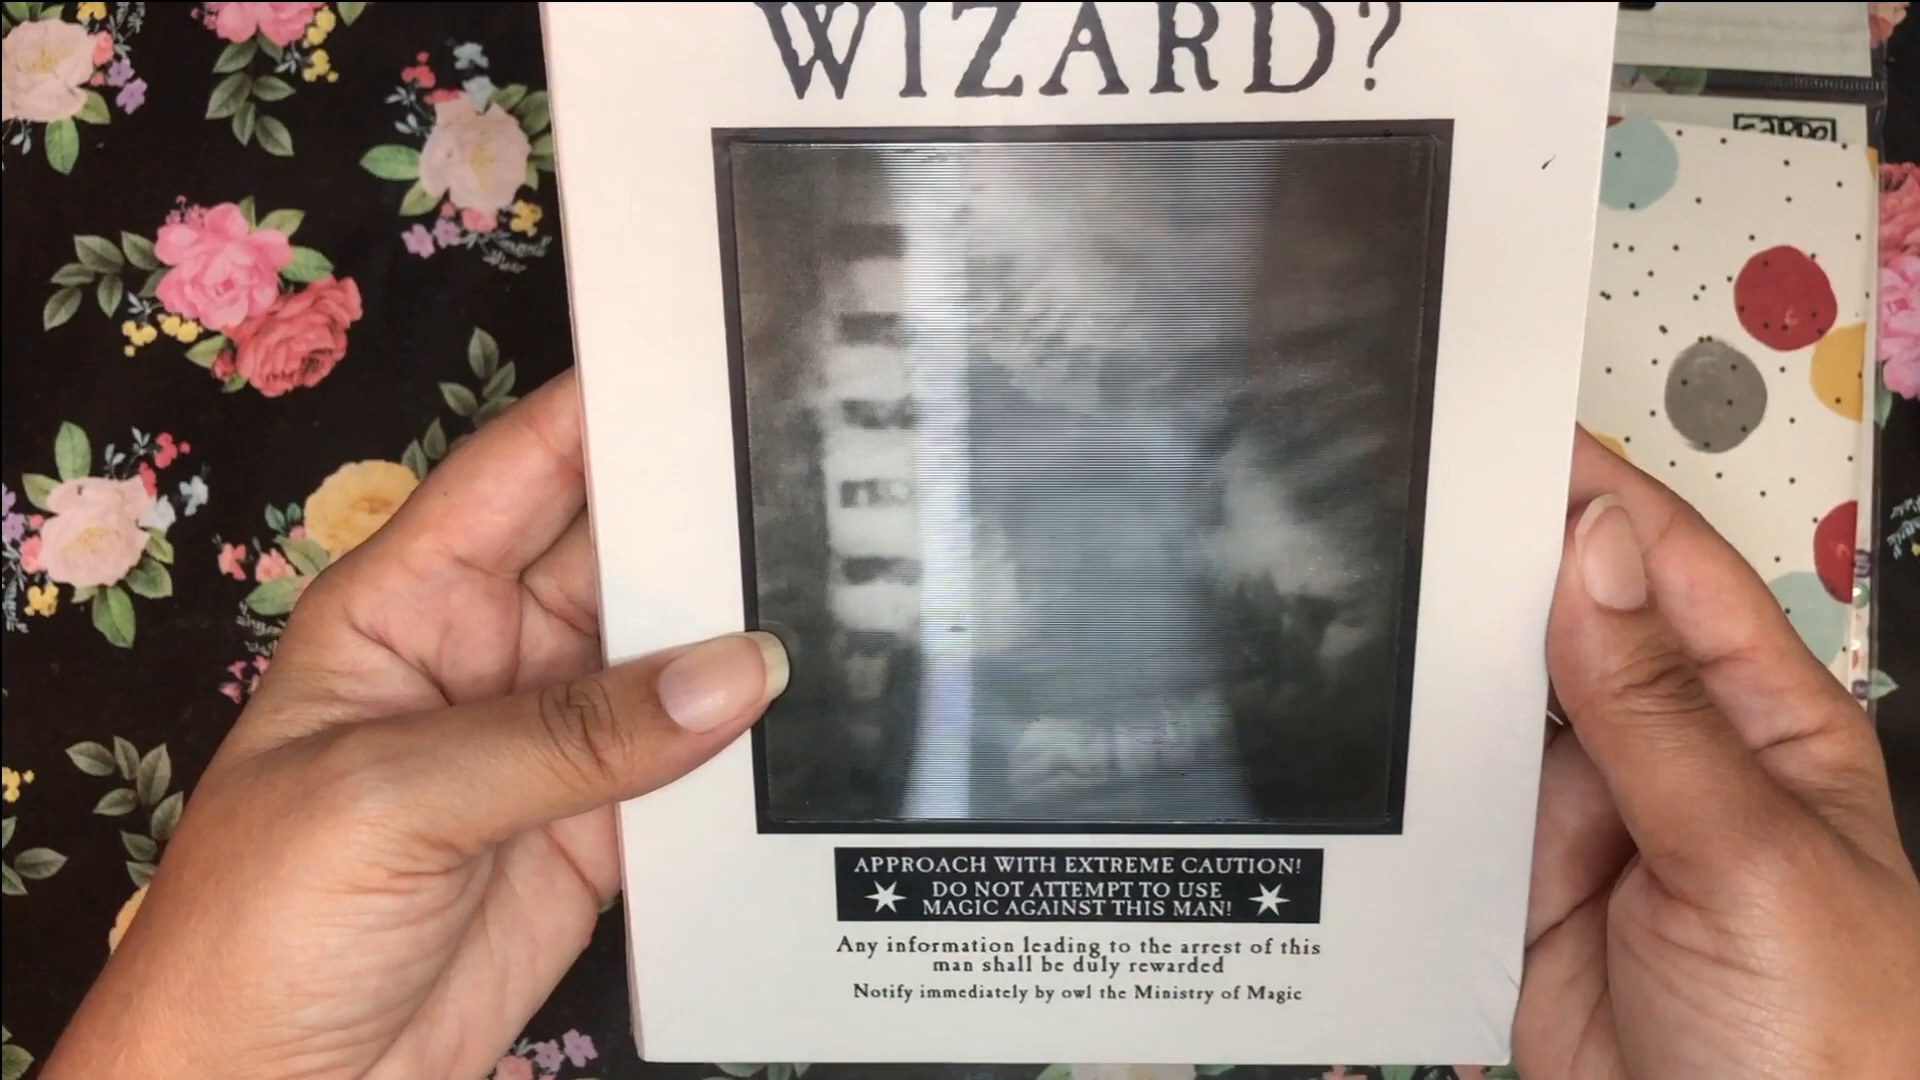 WIZARD?
APPROACH WITH EXTREME CAUTION!
DO NOT ATTEMPT TO USE
MAGIC AGAINST THIS MAN!
Any information leading to the arrest of this
man shall be duly rewarded
Notify immediately by owl the Ministry of Magic